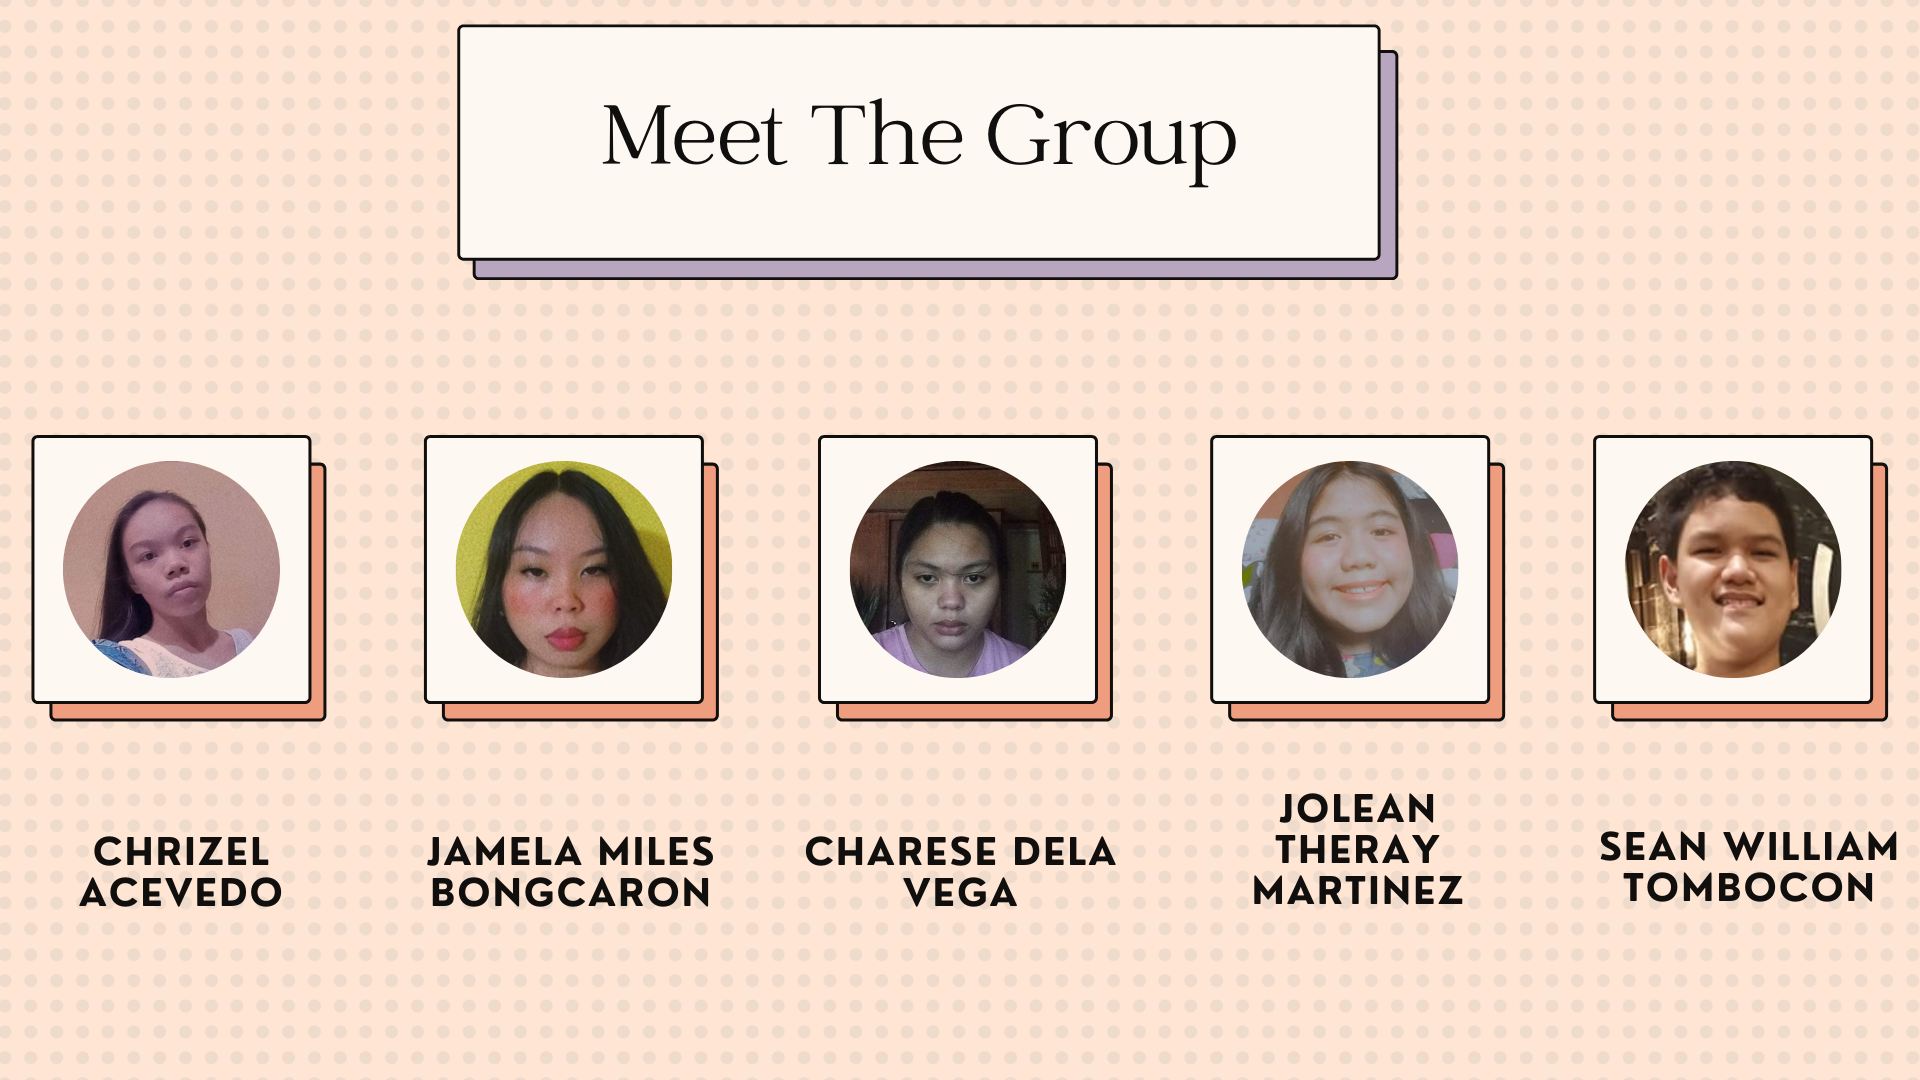 Meet The Group
CHRIZEL
ACEVEDO
JAMELA MILES
BONGCARON
CHARESE DELA
VEGA
JOLEAN
THERAY
MARTINEZ
SEAN WILLIAM
TOMBOCON